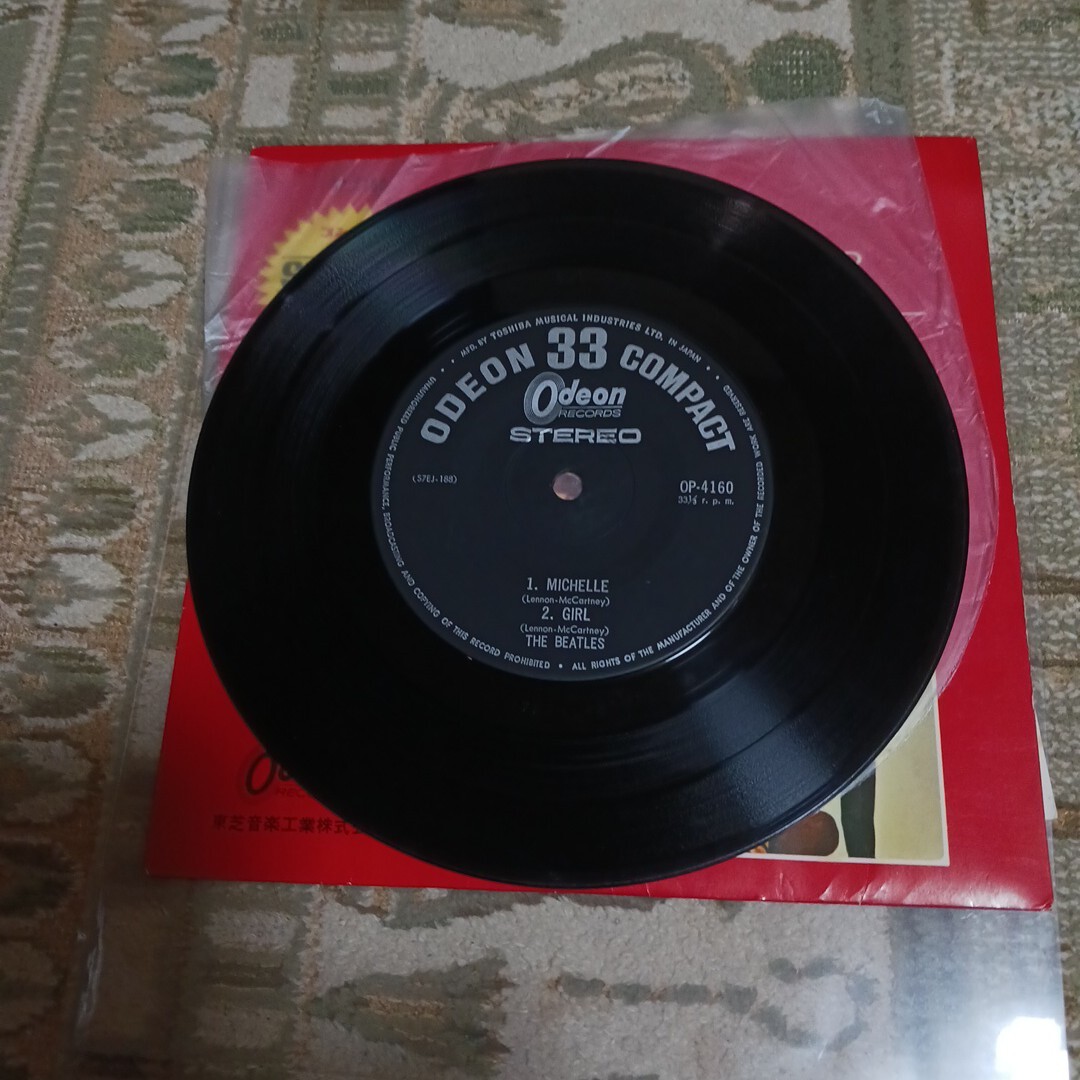 MFD. BY TOSHIBA MUSICAL INDUSTRIES LTD. IN JAPAN
ODEON 33 COMPACT
Odeon
RECORDS
STEREO
(57EJ-188)
OP-4160
33⅓ r. p. m.
1. MICHELLE
(Lennon-McCartney)
2. GIRL
(Lennon-McCartney)
THE BEATLES
UNAUTHORIZED PUBLIC PERFORMANCE, BROADCASTING AND COPYING OF THIS RECORD PROHIBITED • ALL RIGHTS OF THE MANUFACTURER AND OF THE OWNER OF THE RECORDED WORK ARE RESERVED
東芝音楽工業株式